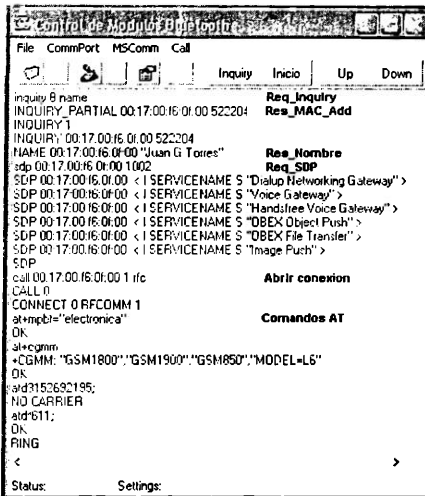 Control de Modulos Bluetooth
File CommPort MSComm Call
Inquiry Inicio Up Down
inquiry 8 name Req_Inquiry
INQUIRY_PARTIAL 00:17:00:f6:0f:00 522204 Res_MAC_Add
INQUIRY 1
INQUIRY 00:17:00:f6:0f:00 522204
NAME 00:17:00:f6:0f:00 "Juan G Torres" Res_Nombre
sdp 00:17:00:f6:0f:00 1002 Req_SDP
SDP 00:17:00:f6:0f:00 < I SERVICENAME S "Dialup Networking Gateway" >
SDP 00:17:00:f6:0f:00 < I SERVICENAME S "Voice Gateway" >
SDP 00:17:00:f6:0f:00 < I SERVICENAME S "Handsfree Voice Gateway" >
SDP 00:17:00:f6:0f:00 < I SERVICENAME S "OBEX Object Push" >
SDP 00:17:00:f6:0f:00 < I SERVICENAME S "OBEX File Transfer" >
SDP 00:17:00:f6:0f:00 < I SERVICENAME S "Image Push" >
SDP
call 00:17:00:f6:0f:00 1 rfc Abrir conexion
CALL 0
CONNECT 0 RFCOMM 1
at+mpbt="electronica" Comandos AT
OK
at+cgmm
+CGMM: "GSM1800","GSM1900","GSM850","MODEL=L6"
OK
atd3152692195;
NO CARRIER
atd*611;
OK
RING
< >
Status: Settings: